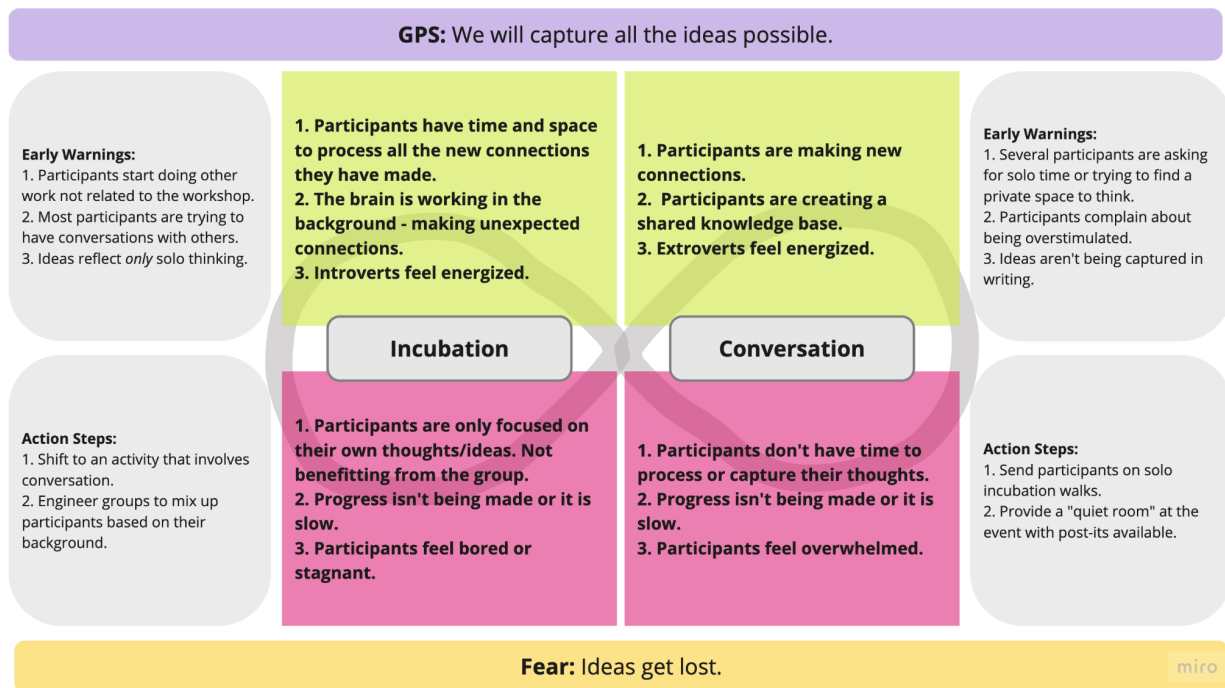 GPS: We will capture all the ideas possible.
Early Warnings:
1. Participants start doing other
work not related to the workshop.
2. Most participants are trying to
have conversations with others.
3. Ideas reflect only solo thinking.
1. Participants have time and space
to process all the new connections
they have made.
2. The brain is working in the
background - making unexpected
connections.
3. Introverts feel energized.
1. Participants are making new
connections.
2. Participants are creating a
shared knowledge base.
3. Extroverts feel energized.
Early Warnings:
1. Several participants are asking
for solo time or trying to find a
private space to think.
2. Participants complain about
being overstimulated.
3. Ideas aren't being captured in
writing.
Incubation
Conversation
Action Steps:
1. Shift to an activity that involves
conversation.
2. Engineer groups to mix up
participants based on their
background.
1. Participants are only focused on
their own thoughts/ideas. Not
benefitting from the group.
2. Progress isn't being made or it is
slow.
3. Participants feel bored or
stagnant.
1. Participants don't have time to
process or capture their thoughts.
2. Progress isn't being made or it is
slow.
3. Participants feel overwhelmed.
Action Steps:
1. Send participants on solo
incubation walks.
2. Provide a "quiet room" at the
event with post-its available.
Fear: Ideas get lost.
miro